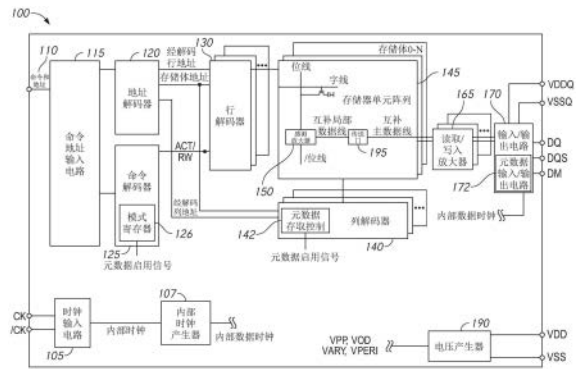 100
110
命令和
地址
115
120
经解码
行地址
存储体地址
130
存储体0-N
145
位线
字线
存储器单元阵列
165
170
VDDQ
VSSQ
命令
地址
输入
电路
地址
解码器
行
解码器
互补局部
数据线
互补
主数据线
读取/
写入
放大器
输入/输
出电路
DQ
DQS
DM
元数据
输入/输
出电路
172
ACT/
RW
命令
解码器
模式
寄存器
126
125
元数据启用信号
150
/位线
195
经解码
列地址
142
元数据
存取控制
列解码器
140
元数据启用信号
内部数据时钟
CK
/CK
时钟
输入
电路
105
内部时钟
107
内部
时钟
产生器
内部数据时钟
VPP, VOD
VARY, VPERI
190
电压产生器
VDD
VSS